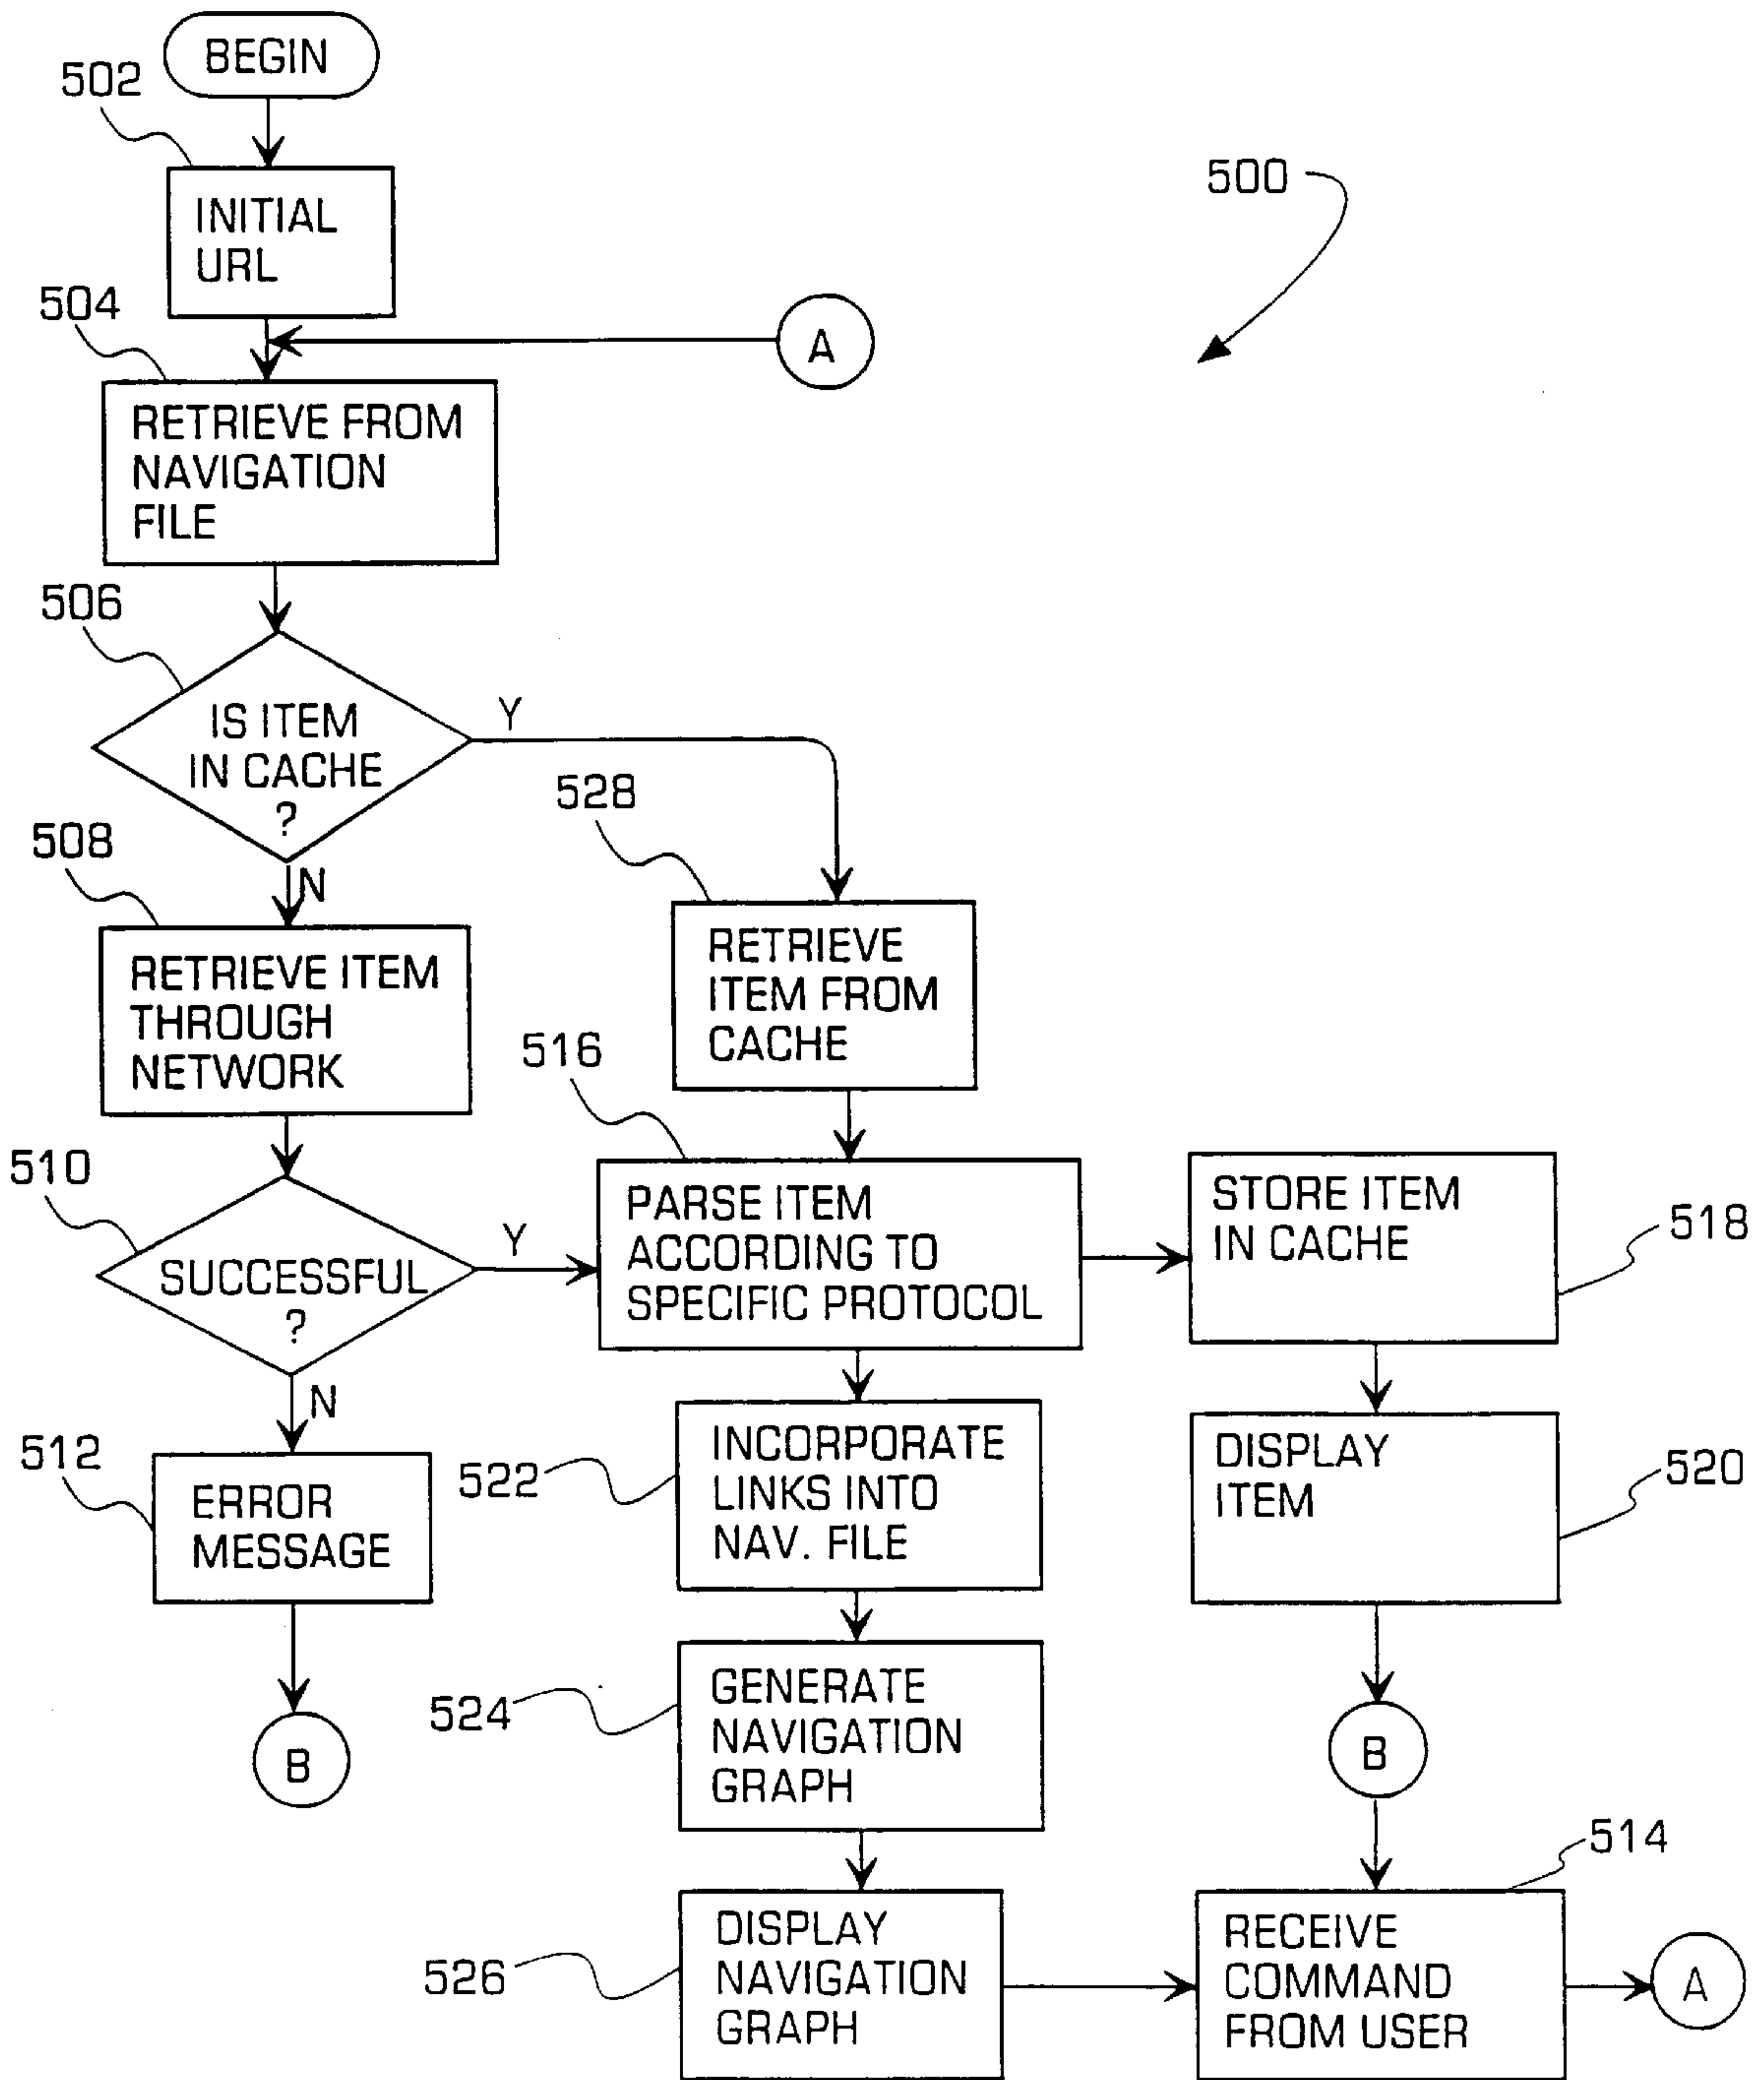 BEGIN
502
INITIAL
URL
500
504
A
RETRIEVE FROM
NAVIGATION
FILE
506
IS ITEM
IN CACHE
?
Y
N
528
508
RETRIEVE
ITEM FROM
CACHE
RETRIEVE ITEM
THROUGH
NETWORK
516
510
SUCCESSFUL
?
Y
N
PARSE ITEM
ACCORDING TO
SPECIFIC PROTOCOL
STORE ITEM
IN CACHE
518
512
ERROR
MESSAGE
522
INCORPORATE
LINKS INTO
NAV. FILE
DISPLAY
ITEM
520
B
524
GENERATE
NAVIGATION
GRAPH
B
514
526
DISPLAY
NAVIGATION
GRAPH
RECEIVE
COMMAND
FROM USER
A